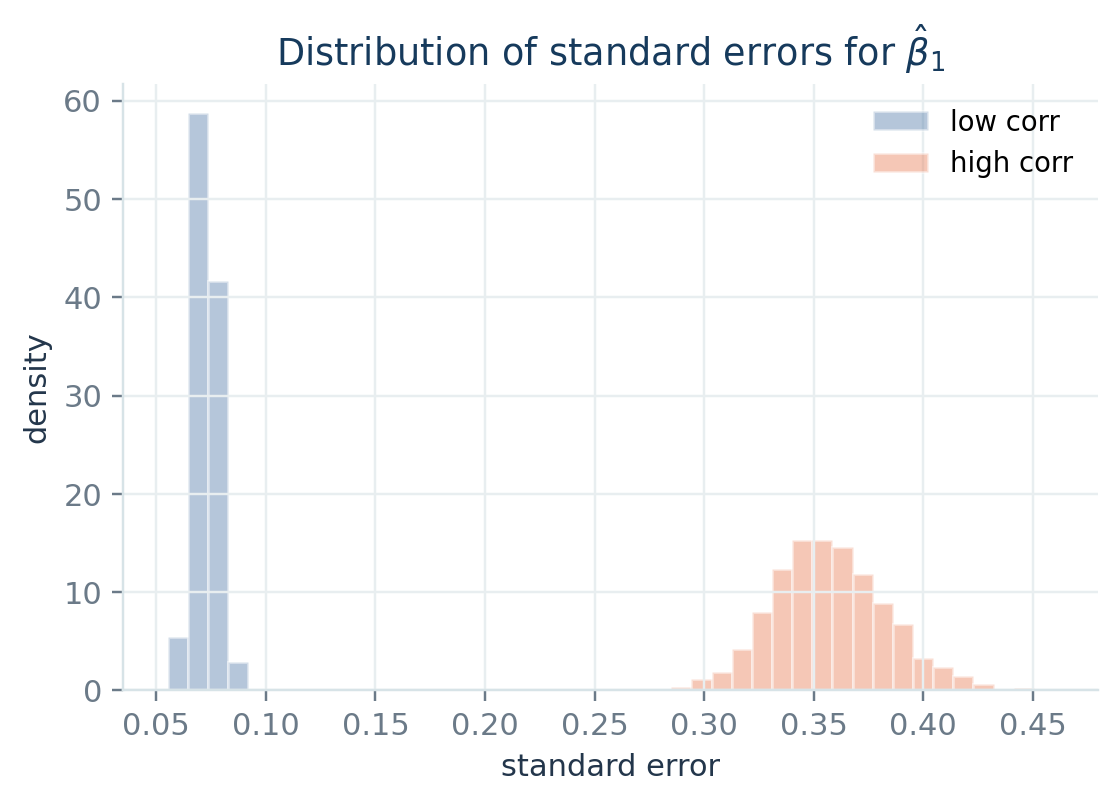 Distribution of standard errors for β̂₁
low corr
high corr
60
50
40
30
20
10
0
density
0.05 0.10 0.15 0.20 0.25 0.30 0.35 0.40 0.45
standard error